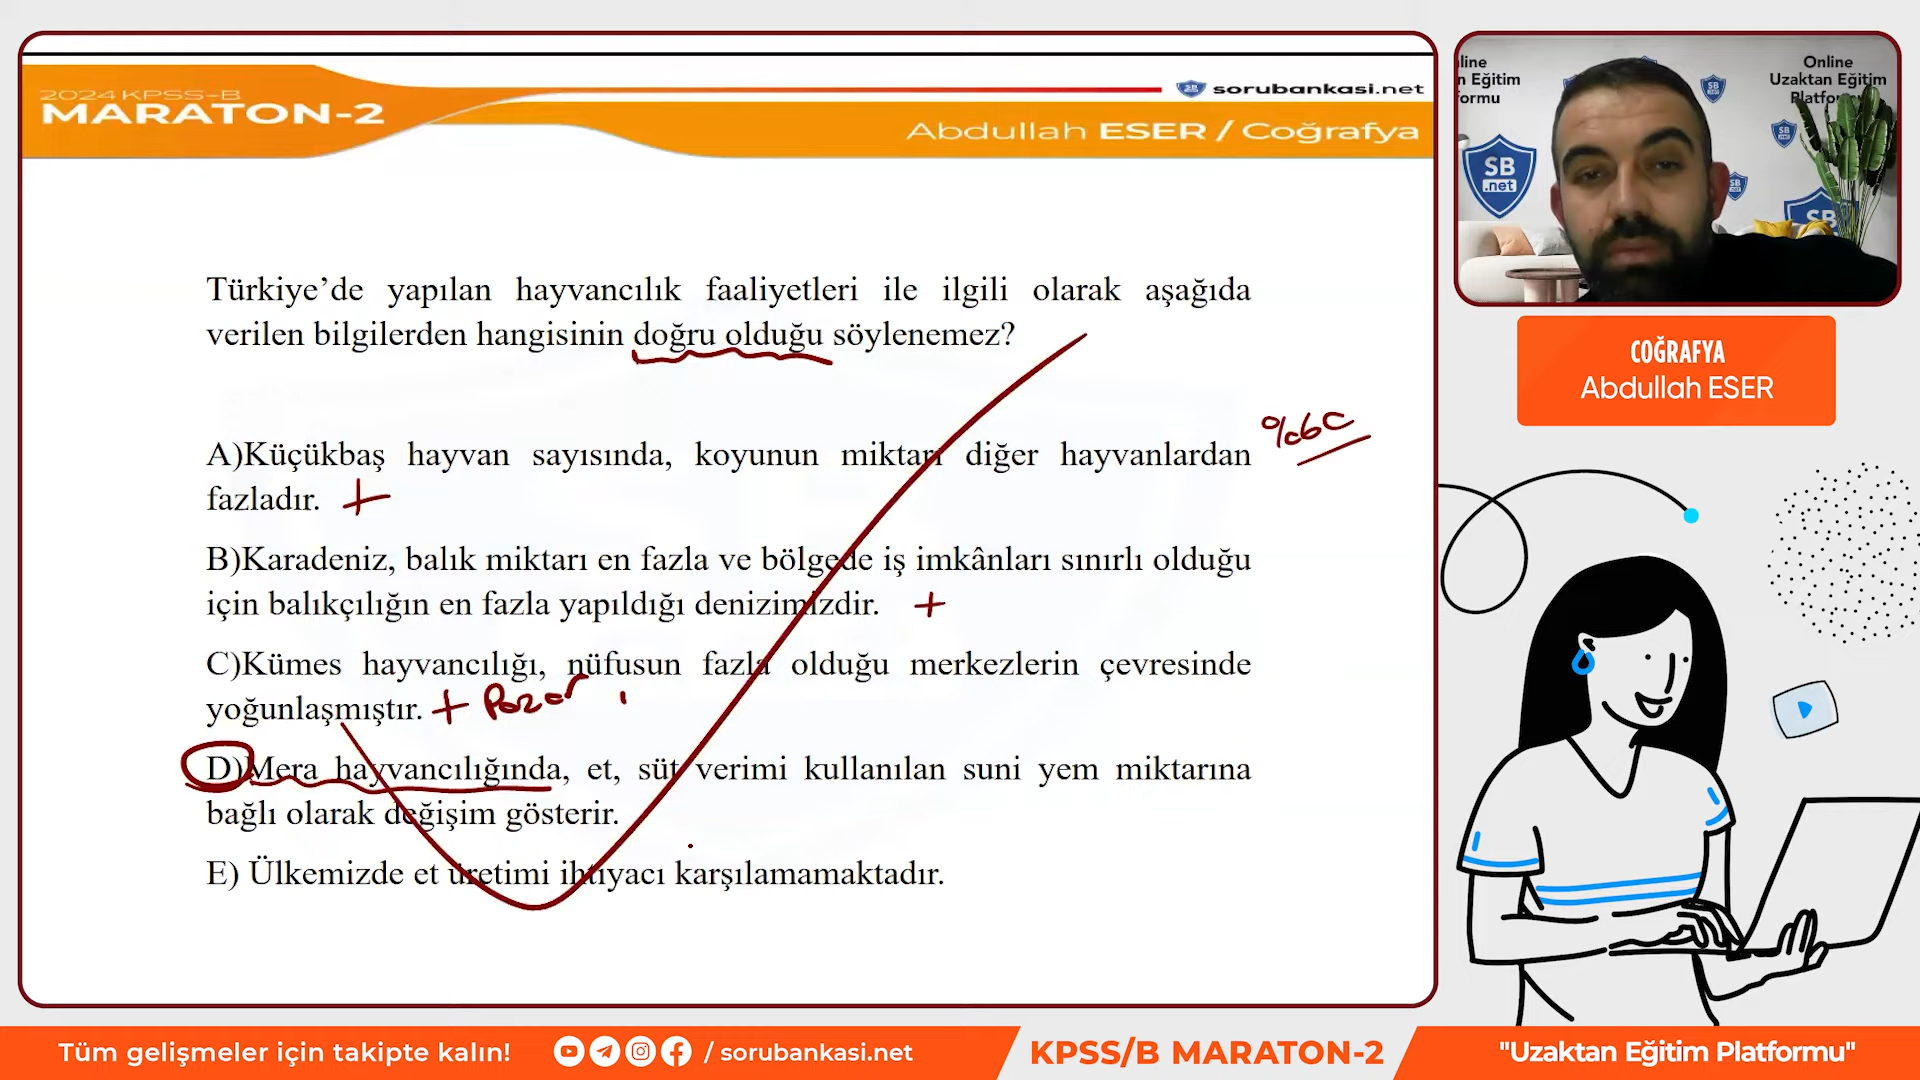 2024 KPSS-B
MARATON-2
SB sorubankasi.net
Abdullah ESER / Coğrafya
Türkiye’de yapılan hayvancılık faaliyetleri ile ilgili olarak aşağıda
verilen bilgilerden hangisinin doğru olduğu söylenemez?
A)Küçükbaş hayvan sayısında, koyunun miktarı diğer hayvanlardan
fazladır. +
B)Karadeniz, balık miktarı en fazla ve bölgede iş imkânları sınırlı olduğu
için balıkçılığın en fazla yapıldığı denizimizdir. +
C)Kümes hayvancılığı, nüfusun fazla olduğu merkezlerin çevresinde
yoğunlaşmıştır. + Pazar
D)Mera hayvancılığında, et, süt verimi kullanılan suni yem miktarına
bağlı olarak değişim gösterir.
E) Ülkemizde et üretimi ihtiyacı karşılamamaktadır.
line
n Eğitim
formu
Online
Uzaktan Eğitim
Platfo
SB
.net
SB
SB
COĞRAFYA
Abdullah ESER
Tüm gelişmeler için takipte kalın!
/ sorubankasi.net
KPSS/B MARATON-2
"Uzaktan Eğitim Platformu"